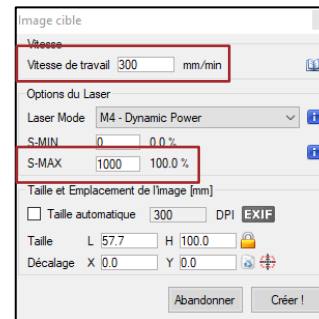 Image cible
Vitesse
Vitesse de travail 300 mm/min
Options du Laser
Laser Mode M4 - Dynamic Power
S-MIN 0 0.0 %
S-MAX 1000 100.0 %
Taille et Emplacement de l'image [mm]
Taille automatique 300 DPI EXIF
Taille L 57.7 H 100.0
Décalage X 0.0 Y 0.0
Abandonner Créer !